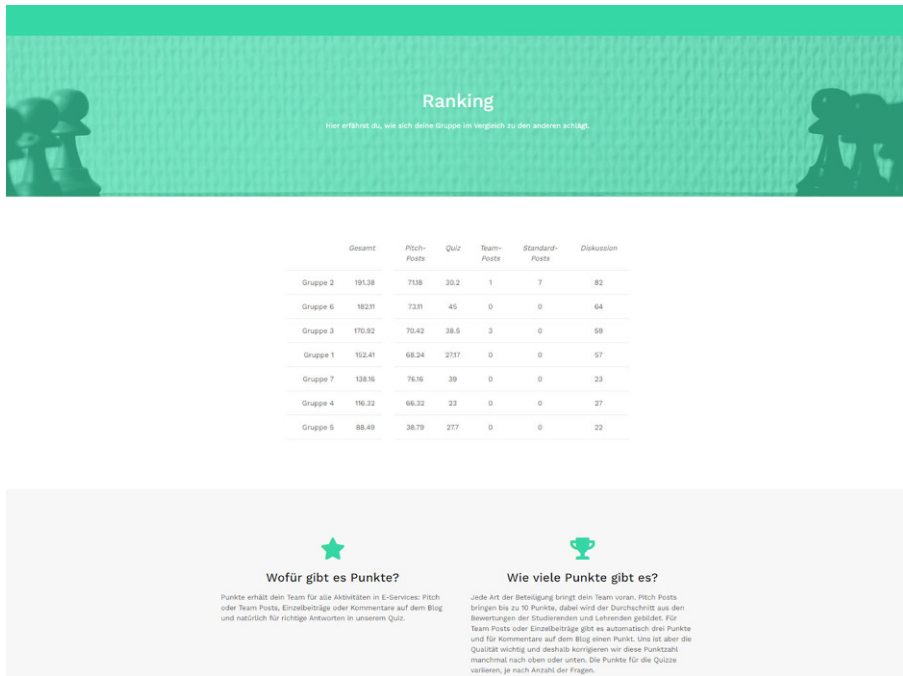 Ranking
Hier erfährst du, wie sich deine Gruppe im Vergleich zu den anderen schlägt.
Gesamt Pitch- Quiz Team- Standard- Diskussion
Posts Posts Posts
Gruppe 2 191.38 71.18 30.2 1 7 82
Gruppe 6 182.11 73.11 45 0 0 64
Gruppe 3 170.92 70.42 38.5 3 0 59
Gruppe 1 152.41 68.24 27.17 0 0 57
Gruppe 7 138.16 76.16 39 0 0 23
Gruppe 4 116.32 66.32 23 0 0 27
Gruppe 5 88.49 38.79 27.7 0 0 22
Wofür gibt es Punkte?
Punkte erhält dein Team für alle Aktivitäten in E-Services: Pitch
oder Team Posts, Einzelbeiträge oder Kommentare auf dem Blog
und natürlich für richtige Antworten in unserem Quiz.
Wie viele Punkte gibt es?
Jede Art der Beteiligung bringt dein Team voran. Pitch Posts
bringen bis zu 10 Punkte, dabei wird der Durchschnitt aus den
Bewertungen der Studierenden und Lehrenden gebildet. Für
Team Posts oder Einzelbeiträge gibt es automatisch drei Punkte
und für Kommentare auf dem Blog einen Punkt. Uns ist aber die
Qualität wichtig und deshalb korrigieren wir diese Punktzahl
manchmal nach oben oder unten. Die Punkte für die Quizze
variieren, je nach Anzahl der Fragen.